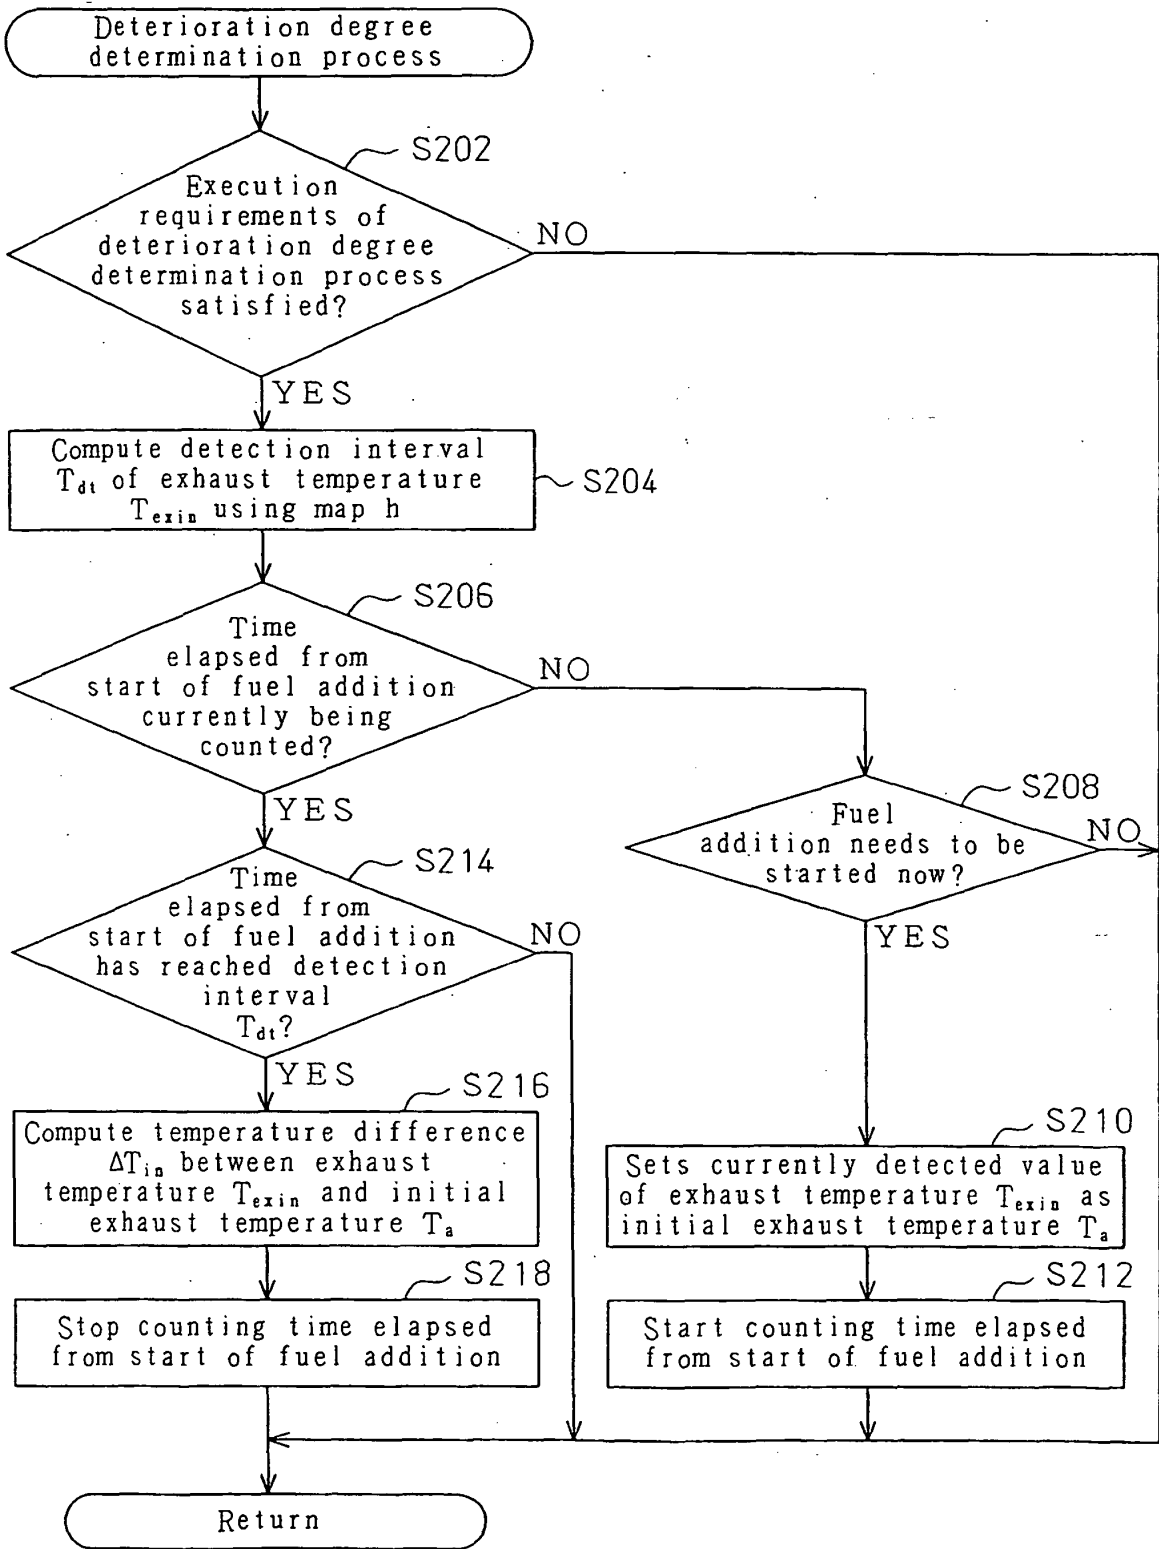 Deterioration degree
determination process
S202
Execution
requirements of
deterioration degree
determination process
satisfied?
NO
YES
Compute detection interval
Tdt of exhaust temperature
Texin using map h
S204
S206
Time
elapsed from
start of fuel addition
currently being
counted?
NO
YES
S208
Fuel
addition needs to be
started now?
NO
YES
S214
Time
elapsed from
start of fuel addition
has reached detection
interval
Tdt?
NO
YES
S216
Compute temperature difference
ΔTin between exhaust
temperature Texin and initial
exhaust temperature Ta
S210
Sets currently detected value
of exhaust temperature Texin as
initial exhaust temperature Ta
S218
Stop counting time elapsed
from start of fuel addition
S212
Start counting time elapsed
from start of fuel addition
Return